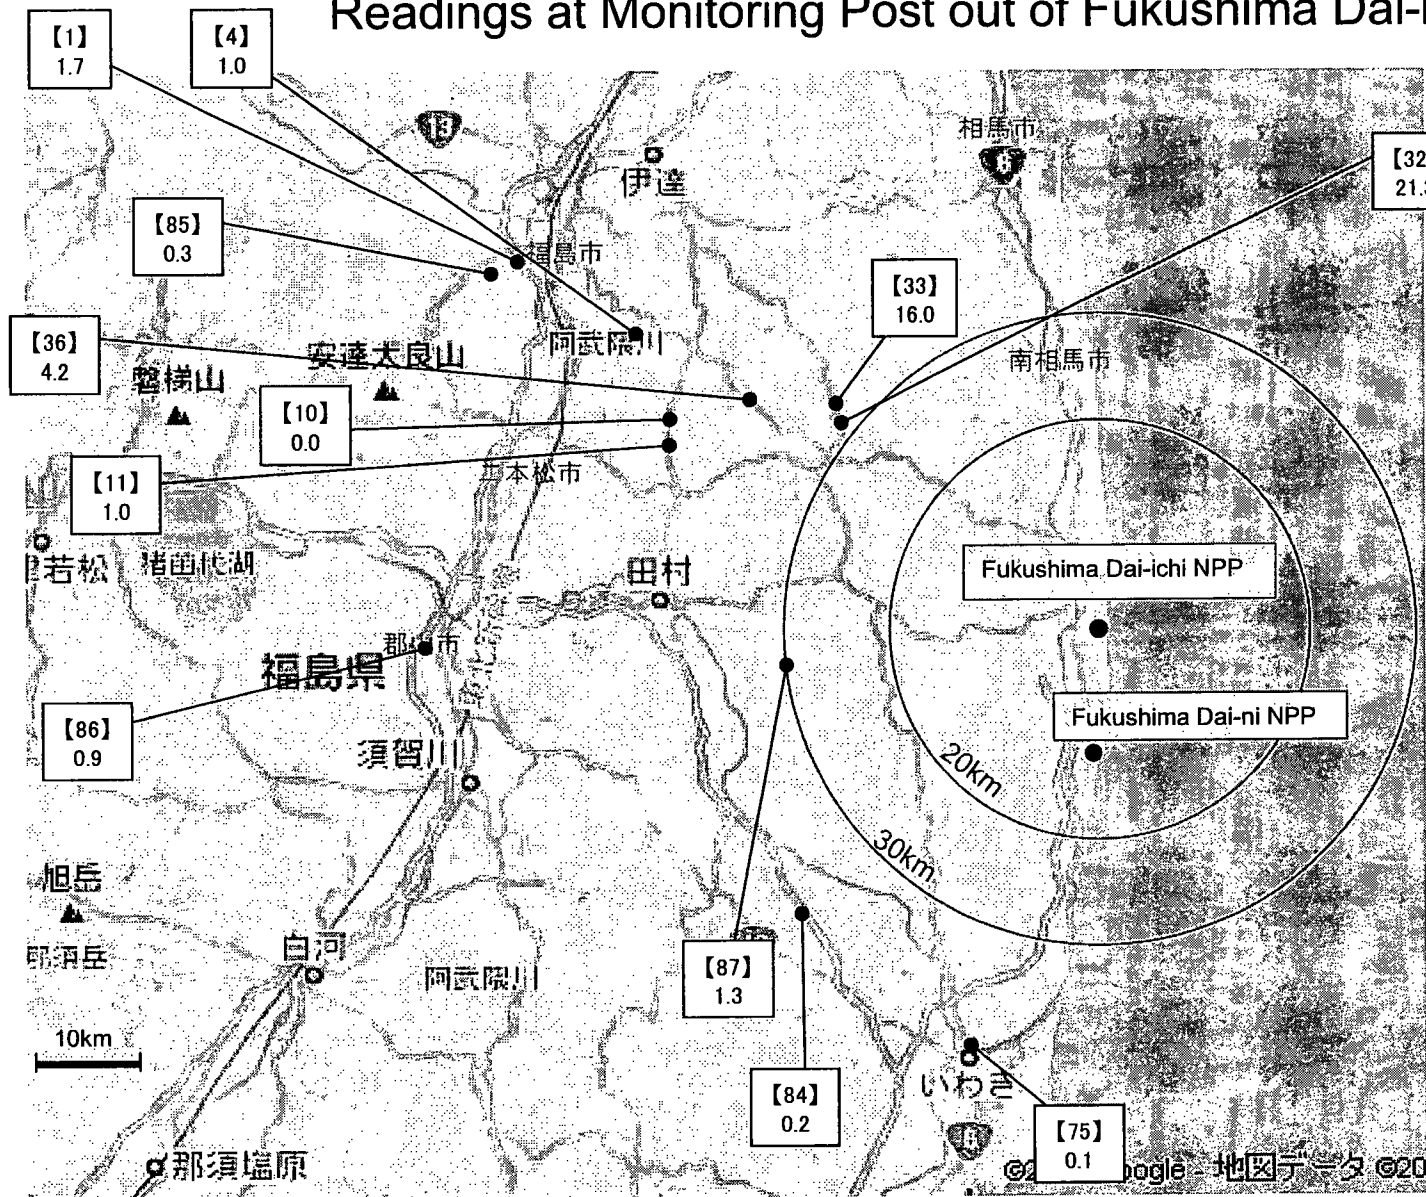 Readings at Monitoring Post out of Fukushima Dai-
【1】
1.7
【4】
1.0
13
相馬市
6
【32
21.
伊達
【85】
0.3
福島市
【33】
16.0
【36】
4.2
安達太良山
阿武隈川
南相馬市
磐梯山
【10】
0.0
【11】
1.0
二本松市
若松
猪苗代湖
田村
Fukushima Dai-ichi NPP
郡山市
福島県
【86】
0.9
Fukushima Dai-ni NPP
須賀川
20km
30km
旭岳
那須岳
白河
阿武隈川
【87】
1.3
10km
【84】
0.2
いわき
【75】
0.1
6
那須塩原
地図データ ©20